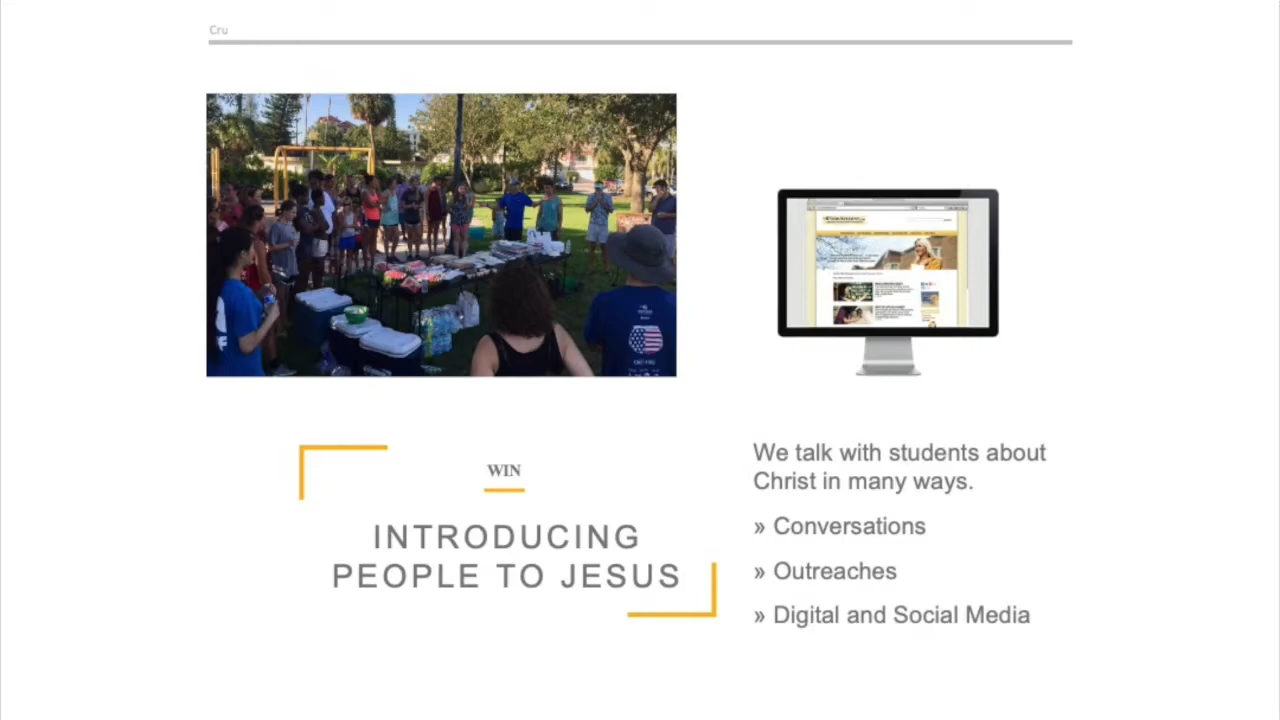 Cru
WIN
INTRODUCING
PEOPLE TO JESUS
We talk with students about
Christ in many ways.
» Conversations
» Outreaches
» Digital and Social Media